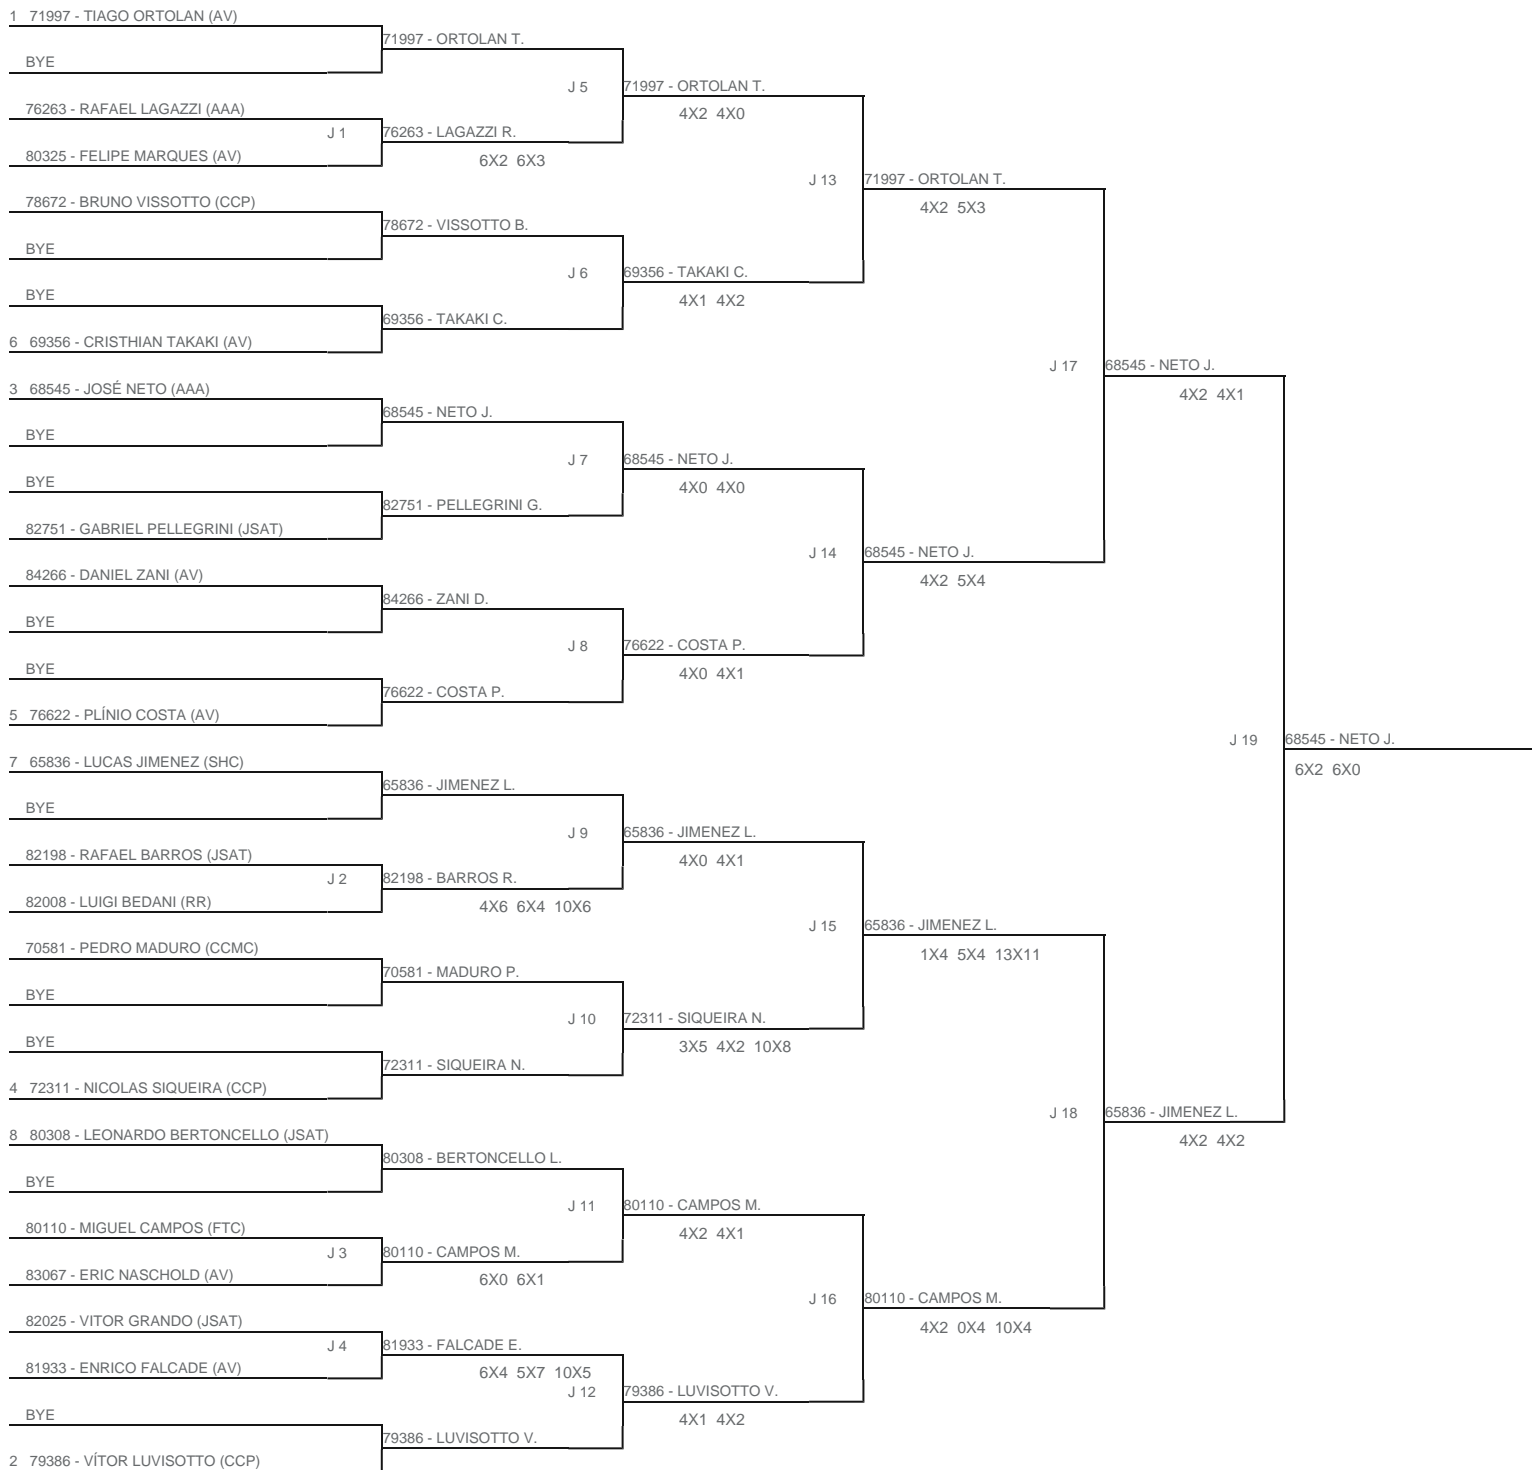 1 71997 - TIAGO ORTOLAN (AV)
71997 - ORTOLAN T.
BYE
J 5 71997 - ORTOLAN T.
4X2 4X0
76263 - RAFAEL LAGAZZI (AAA)
J 1 76263 - LAGAZZI R.
80325 - FELIPE MARQUES (AV)
6X2 6X3
J 13 71997 - ORTOLAN T.
4X2 5X3
78672 - BRUNO VISSOTTO (CCP)
78672 - VISSOTTO B.
BYE
J 6 69356 - TAKAKI C.
4X1 4X2
BYE
69356 - TAKAKI C.
6 69356 - CRISTHIAN TAKAKI (AV)
J 17 68545 - NETO J.
4X2 4X1
3 68545 - JOSÉ NETO (AAA)
68545 - NETO J.
BYE
J 7 68545 - NETO J.
4X0 4X0
BYE
82751 - PELLEGRINI G.
82751 - GABRIEL PELLEGRINI (JSAT)
J 14 68545 - NETO J.
4X2 5X4
84266 - DANIEL ZANI (AV)
84266 - ZANI D.
BYE
J 8 76622 - COSTA P.
4X0 4X1
BYE
76622 - COSTA P.
5 76622 - PLÍNIO COSTA (AV)
J 19 68545 - NETO J.
6X2 6X0
7 65836 - LUCAS JIMENEZ (SHC)
65836 - JIMENEZ L.
BYE
J 9 65836 - JIMENEZ L.
4X0 4X1
82198 - RAFAEL BARROS (JSAT)
J 2 82198 - BARROS R.
82008 - LUIGI BEDANI (RR)
4X6 6X4 10X6
J 15 65836 - JIMENEZ L.
1X4 5X4 13X11
70581 - PEDRO MADURO (CCMC)
70581 - MADURO P.
BYE
J 10 72311 - SIQUEIRA N.
3X5 4X2 10X8
BYE
72311 - SIQUEIRA N.
4 72311 - NICOLAS SIQUEIRA (CCP)
J 18 65836 - JIMENEZ L.
4X2 4X2
8 80308 - LEONARDO BERTONCELLO (JSAT)
80308 - BERTONCELLO L.
BYE
J 11 80110 - CAMPOS M.
4X2 4X1
80110 - MIGUEL CAMPOS (FTC)
J 3 80110 - CAMPOS M.
83067 - ERIC NASCHOLD (AV)
6X0 6X1
J 16 80110 - CAMPOS M.
4X2 0X4 10X4
82025 - VITOR GRANDO (JSAT)
J 4 81933 - FALCADE E.
81933 - ENRICO FALCADE (AV)
6X4 5X7 10X5
J 12 79386 - LUVISOTTO V.
4X1 4X2
BYE
79386 - LUVISOTTO V.
2 79386 - VÍTOR LUVISOTTO (CCP)